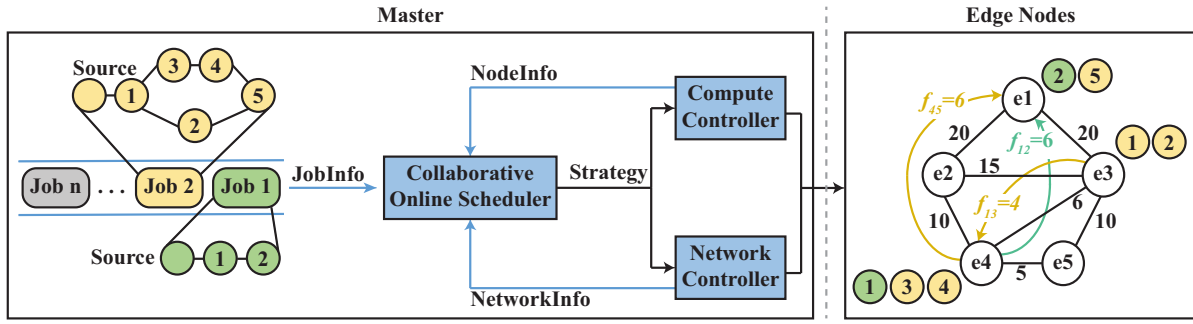 Master
Edge Nodes
Source
3
4
1
5
2
NodeInfo
Compute
Controller
Job n
. . .
Job 2
Job 1
JobInfo
Collaborative
Online Scheduler
Strategy
Source
1
2
NetworkInfo
Network
Controller
e1
2
5
f45=6
20
20
f12=6
1
2
e2
15
e3
10
f13=4
6
10
e4
5
e5
1
3
4